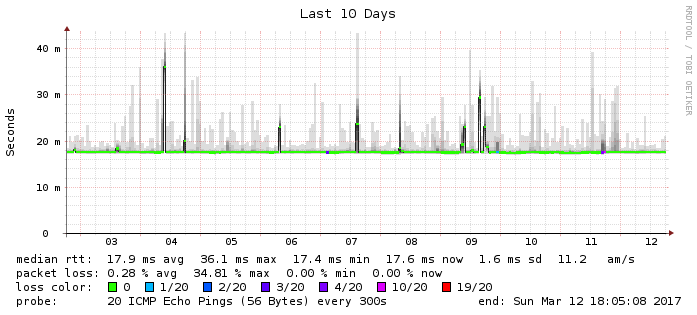 Last 10 Days
RRDTOOL / TOBI OETIKER
Seconds
40 m
30 m
20 m
10 m
0
03 04 05 06 07 08 09 10 11 12
median rtt: 17.9 ms avg 36.1 ms max 17.4 ms min 17.6 ms now 1.6 ms sd 11.2 am/s
packet loss: 0.28 % avg 34.81 % max 0.00 % min 0.00 % now
loss color: 0 1/20 2/20 3/20 4/20 10/20 19/20
probe: 20 ICMP Echo Pings (56 Bytes) every 300s end: Sun Mar 12 18:05:08 2017